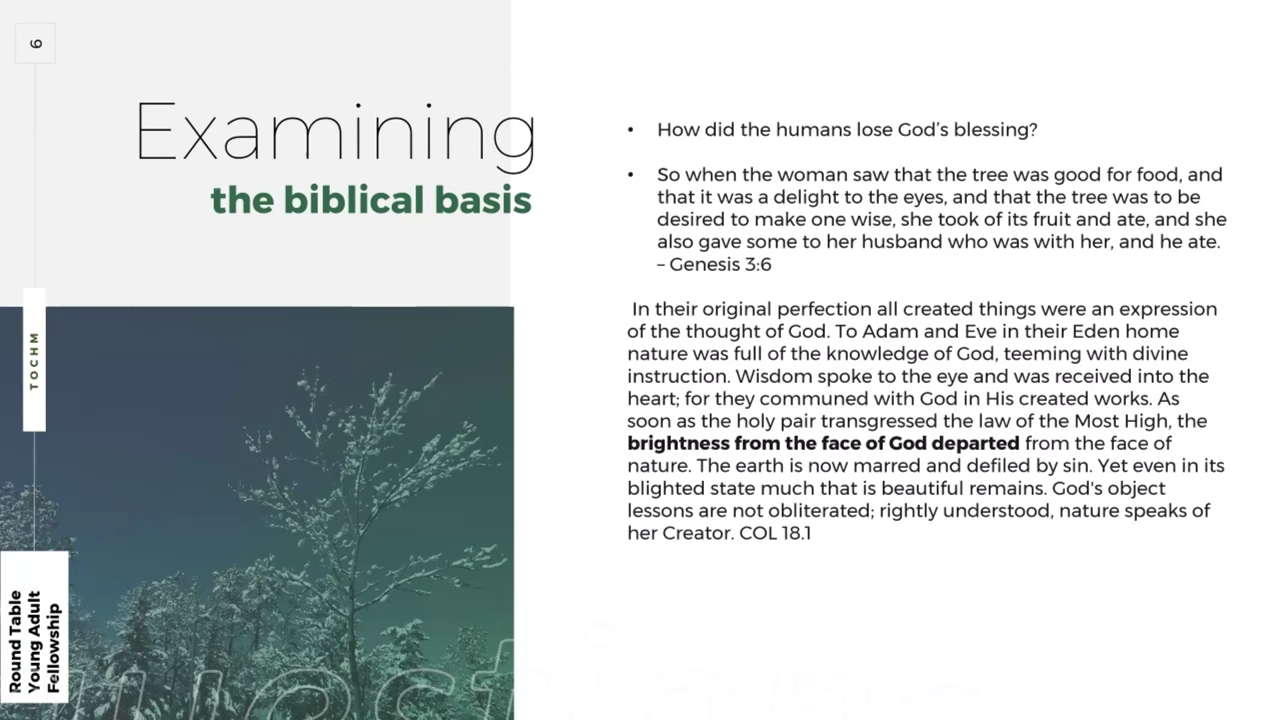 6
Examining
the biblical basis
TOCHM
Round Table
Young Adult
Fellowship
• How did the humans lose God’s blessing?
• So when the woman saw that the tree was good for food, and
that it was a delight to the eyes, and that the tree was to be
desired to make one wise, she took of its fruit and ate, and she
also gave some to her husband who was with her, and he ate.
– Genesis 3:6
In their original perfection all created things were an expression
of the thought of God. To Adam and Eve in their Eden home
nature was full of the knowledge of God, teeming with divine
instruction. Wisdom spoke to the eye and was received into the
heart; for they communed with God in His created works. As
soon as the holy pair transgressed the law of the Most High, the
brightness from the face of God departed from the face of
nature. The earth is now marred and defiled by sin. Yet even in its
blighted state much that is beautiful remains. God's object
lessons are not obliterated; rightly understood, nature speaks of
her Creator. COL 18.1